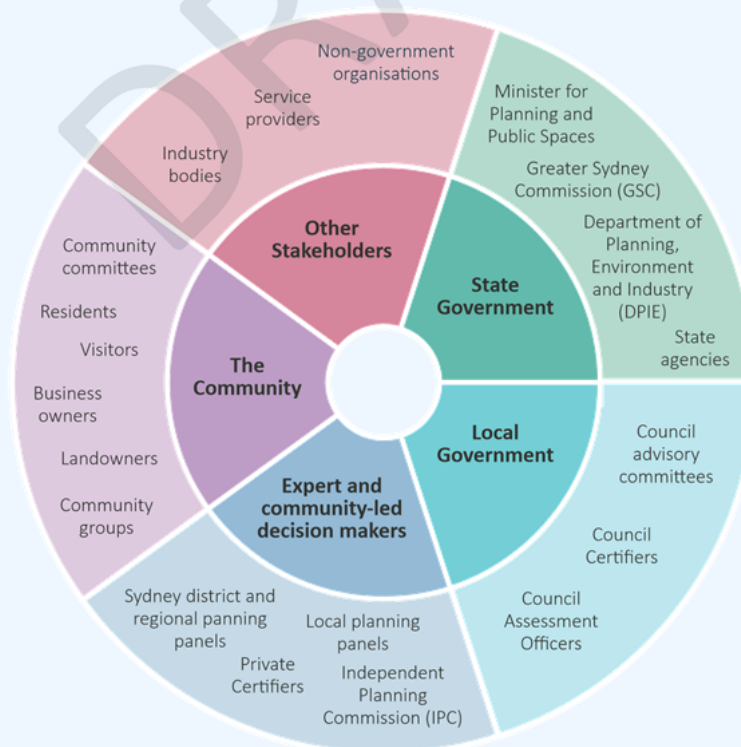 DRA
Non-government
organisations
Service
providers
Industry
bodies
Other
Stakeholders
Minister for
Planning and
Public Spaces
Greater Sydney
Commission (GSC)
Department of
Planning,
Environment
and Industry
(DPIE)
State
agencies
State
Government
Community
committees
Residents
Visitors
Business
owners
Landowners
Community
groups
The
Community
Local
Government
Council
advisory
committees
Council
Certifiers
Council
Assessment
Officers
Expert and
community-led
decision makers
Sydney district and
regional panning
panels
Local planning
panels
Private
Certifiers
Independent
Planning
Commission (IPC)